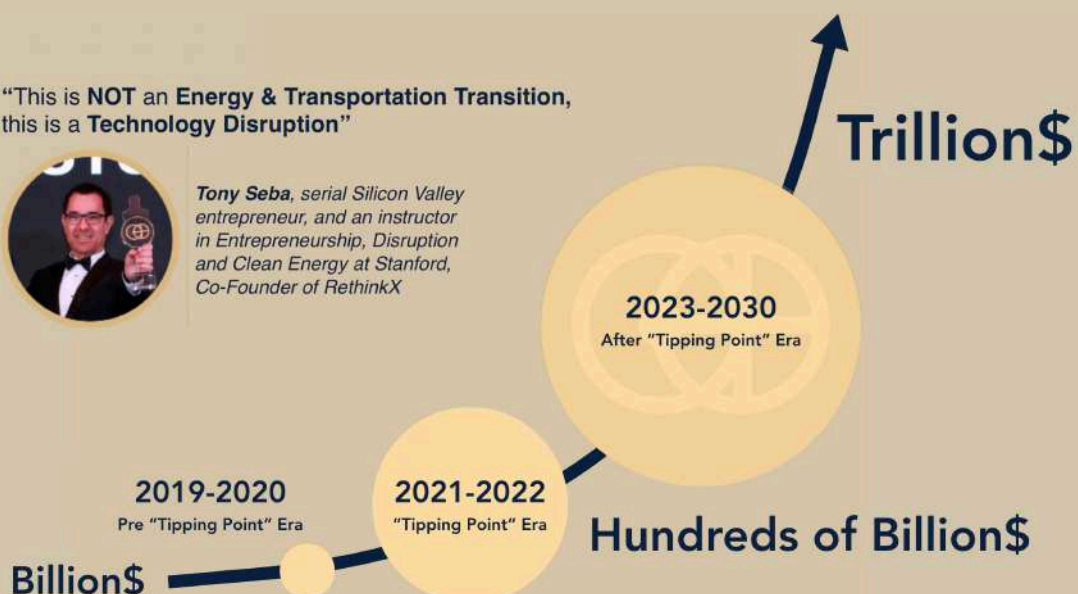 “This is NOT an Energy & Transportation Transition,
this is a Technology Disruption”
Tony Seba, serial Silicon Valley
entrepreneur, and an instructor
in Entrepreneurship, Disruption
and Clean Energy at Stanford,
Co-Founder of RethinkX
Trillion$
2023-2030
After “Tipping Point” Era
2019-2020
Pre “Tipping Point” Era
2021-2022
“Tipping Point” Era
Hundreds of Billion$
Billion$